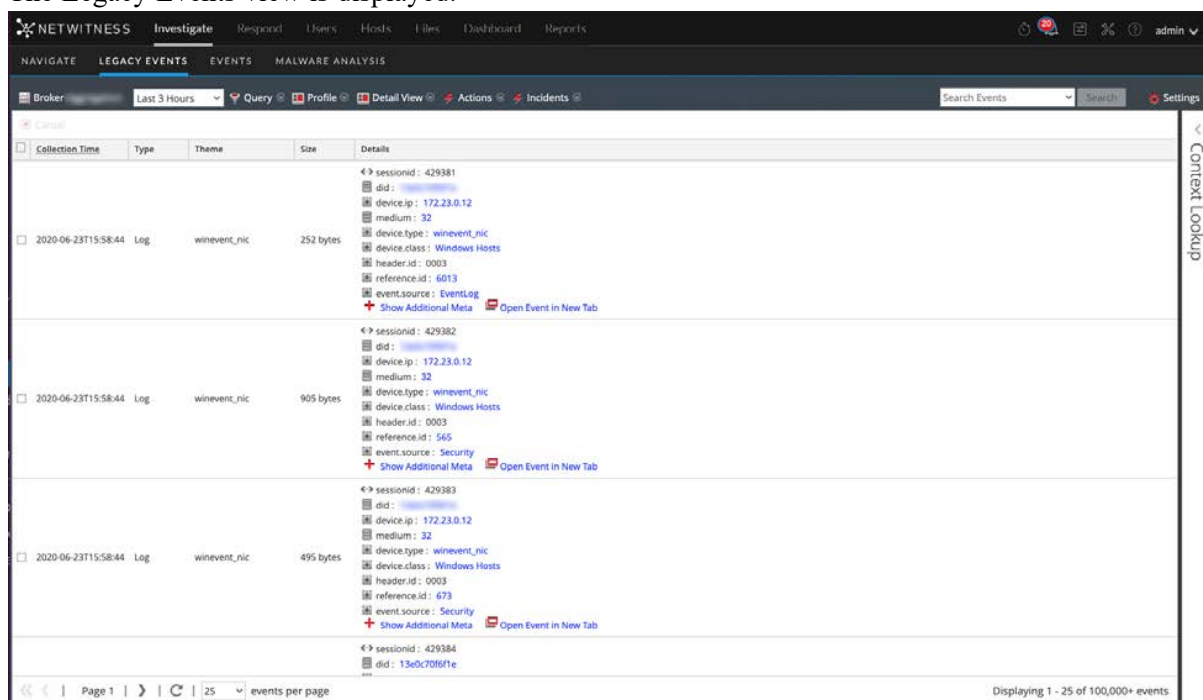 The Legacy Events view is displayed.
NETWITNESS Investigate Respond Users Hosts Files Dashboard Reports 20 admin
NAVIGATE LEGACY EVENTS EVENTS MALWARE ANALYSIS
Broker Last 3 Hours Query Profile Detail View Actions Incidents Search Events Search Settings
Cancel
Collection Time Type Theme Size Details
sessionid : 429381
did :
device.ip : 172.23.0.12
medium : 32
2020-06-23T15:58:44 Log winevent_nic 252 bytes device.type : winevent_nic
device.class : Windows Hosts
header.id : 0003
reference.id : 6013
event.source : EventLog
Show Additional Meta Open Event in New Tab
sessionid : 429382
did :
device.ip : 172.23.0.12
medium : 32
2020-06-23T15:58:44 Log winevent_nic 905 bytes device.type : winevent_nic
device.class : Windows Hosts
header.id : 0003
reference.id : 565
event.source : Security
Show Additional Meta Open Event in New Tab
sessionid : 429383
did :
device.ip : 172.23.0.12
medium : 32
2020-06-23T15:58:44 Log winevent_nic 495 bytes device.type : winevent_nic
device.class : Windows Hosts
header.id : 0003
reference.id : 673
event.source : Security
Show Additional Meta Open Event in New Tab
sessionid : 429384
did : 13e0c70f6f1e
Page 1 25 events per page Displaying 1 - 25 of 100,000+ events
Context Lookup